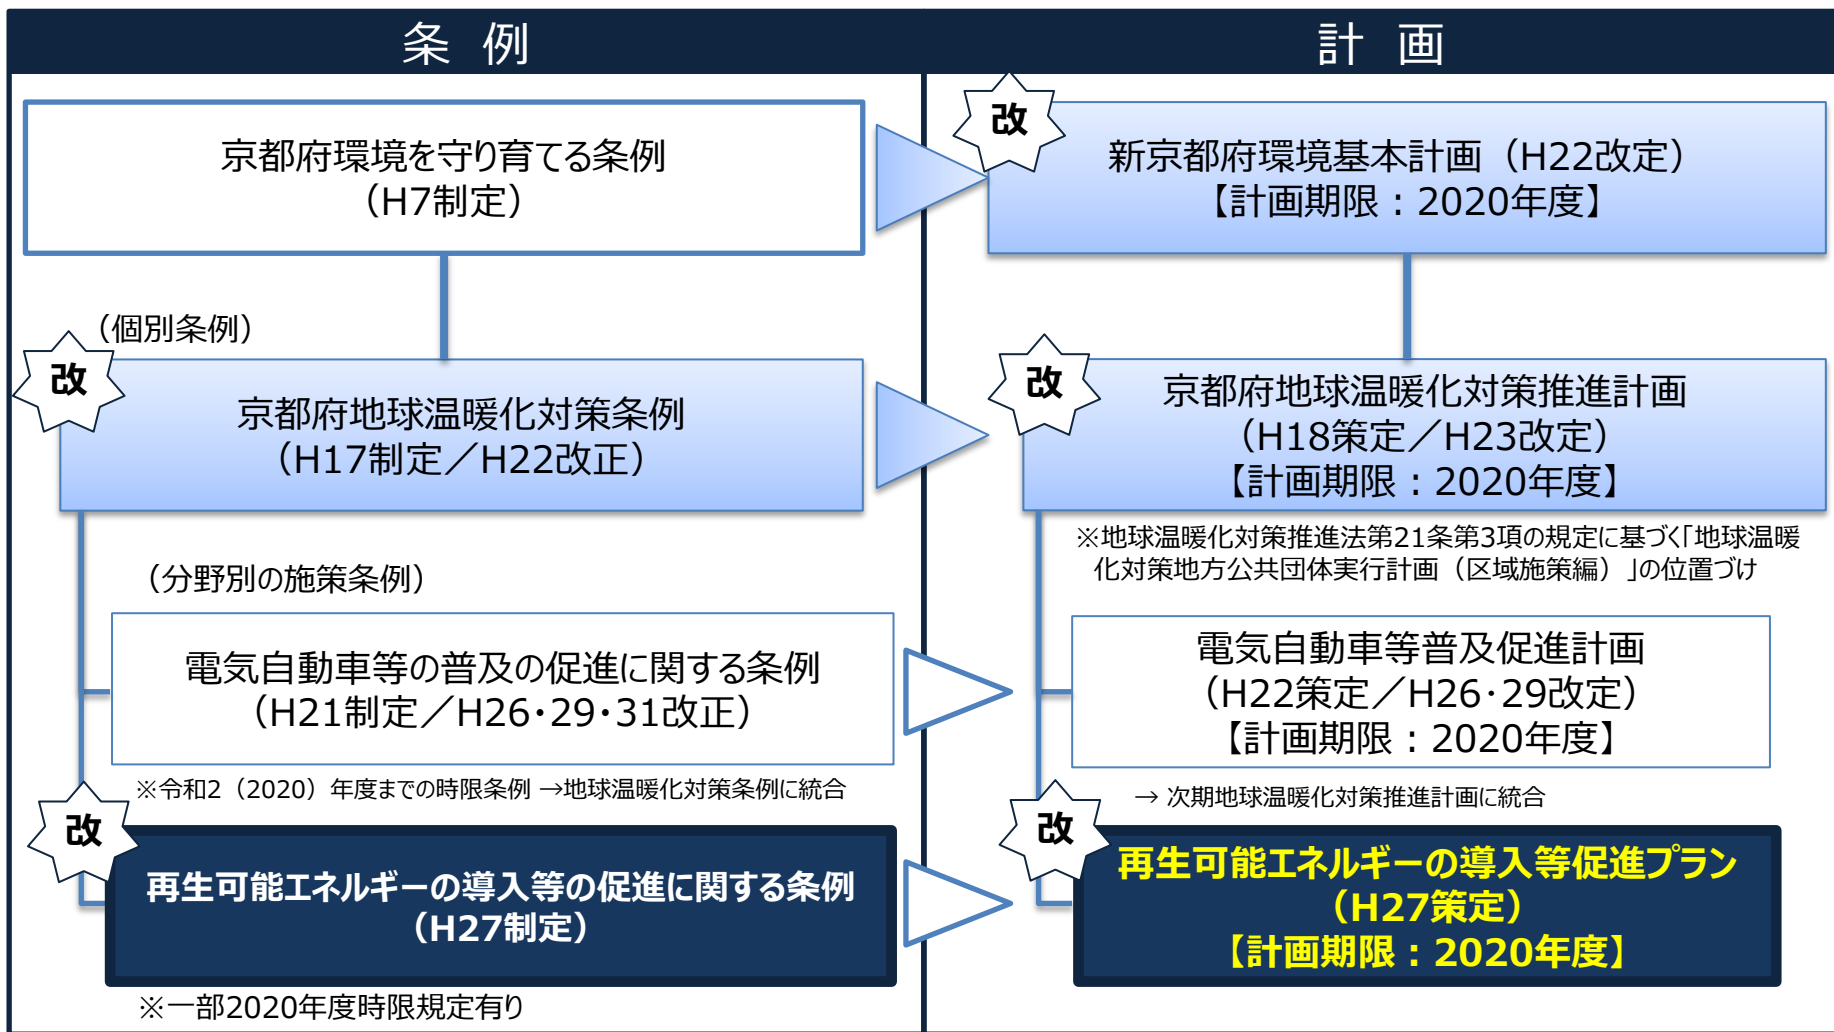 条 例
計 画
京都府環境を守り育てる条例
（H7制定）
改
新京都府環境基本計画（H22改定）
【計画期限：2020年度】
（個別条例）
改
京都府地球温暖化対策条例
（H17制定／H22改正）
改
京都府地球温暖化対策推進計画
（H18策定／H23改定）
【計画期限：2020年度】
※地球温暖化対策推進法第21条第3項の規定に基づく「地球温暖
化対策地方公共団体実行計画（区域施策編）」の位置づけ
（分野別の施策条例）
電気自動車等の普及の促進に関する条例
（H21制定／H26・29・31改正）
※令和2（2020）年度までの時限条例 →地球温暖化対策条例に統合
電気自動車等普及促進計画
（H22策定／H26・29改定）
【計画期限：2020年度】
→ 次期地球温暖化対策推進計画に統合
改
再生可能エネルギーの導入等の促進に関する条例
（H27制定）
※一部2020年度時限規定有り
改
再生可能エネルギーの導入等促進プラン
（H27策定）
【計画期限：2020年度】